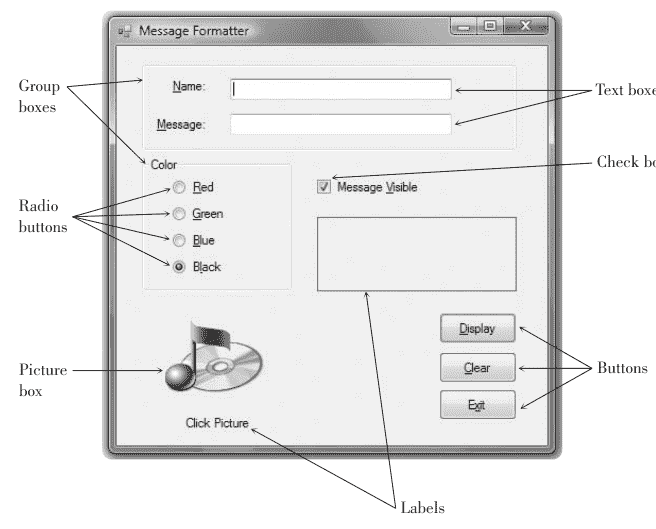 Message Formatter
Group
boxes
Name:
Text boxe
Message:
Color
Check bo
Red
Message Visible
Radio
buttons
Green
Blue
Black
Display
Picture
box
Clear
Buttons
Exit
Click Picture
Labels